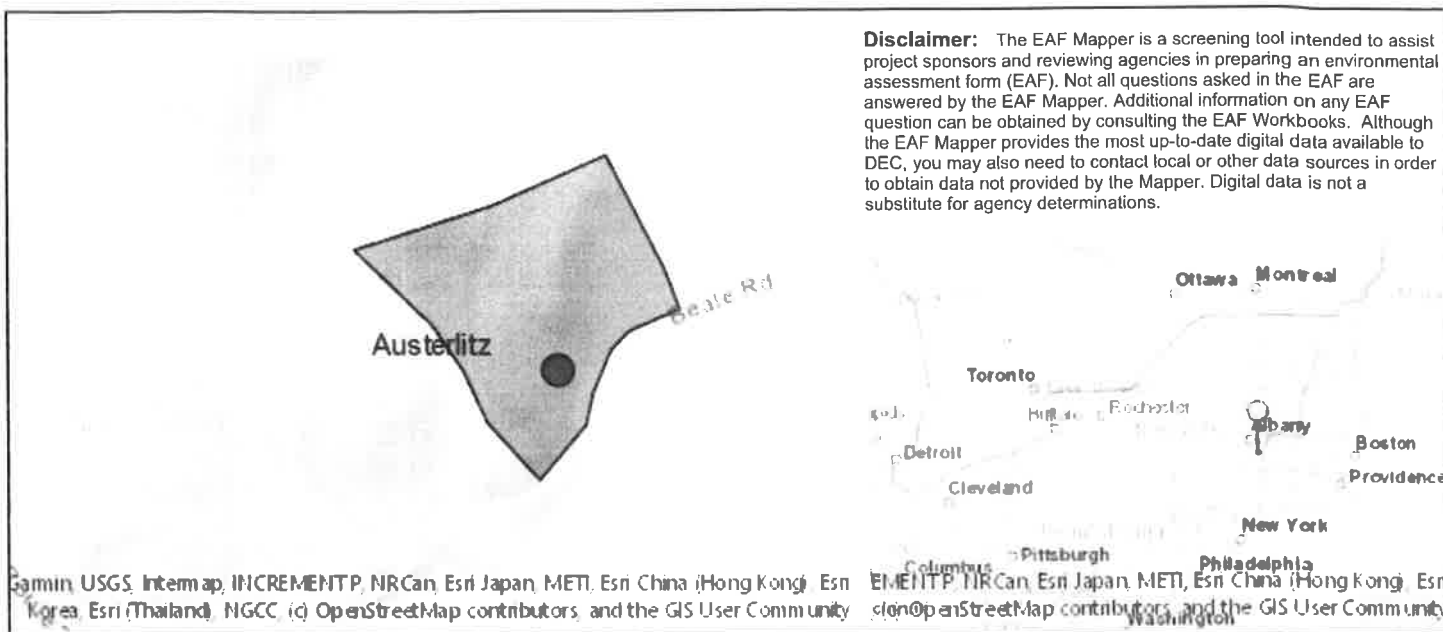 Disclaimer: The EAF Mapper is a screening tool intended to assist
project sponsors and reviewing agencies in preparing an environmental
assessment form (EAF). Not all questions asked in the EAF are
answered by the EAF Mapper. Additional information on any EAF
question can be obtained by consulting the EAF Workbooks. Although
the EAF Mapper provides the most up-to-date digital data available to
DEC, you may also need to contact local or other data sources in order
to obtain data not provided by the Mapper. Digital data is not a
substitute for agency determinations.
Beale Rd
Austerlitz
Ottawa Montreal
Toronto
Rochester
Albany
Boston
Detroit
Providence
Cleveland
New York
Pittsburgh
Philadelphia
Columbus
Garmin, USGS, Intermap, INCREMENT P, NRCan, Esri Japan, METI, Esri China (Hong Kong), Esri
Korea, Esri (Thailand), NGCC, (c) OpenStreetMap contributors, and the GIS User Community
EMENT P, NRCan, Esri Japan, METI, Esri China (Hong Kong), Esri
OpenStreetMap contributors, and the GIS User Community
Washington